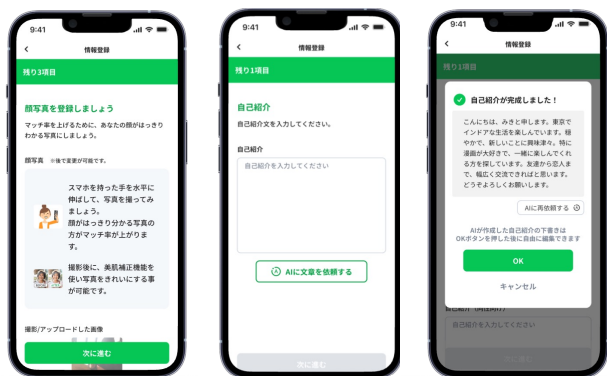 9:41
情報登録
残り3項目
顔写真を登録しましょう
マッチ率を上げるために、あなたの顔がはっきり
わかる写真にしましょう。
顔写真 ※後で変更が可能です。
スマホを持った手を水平に
伸ばして、写真を撮ってみ
ましょう。
顔がはっきり分かる写真の
方がマッチ率が上がりま
す。
撮影後に、美肌補正機能を
使い写真をきれいにする事
が可能です。
撮影/アップロードした画像
次に進む
9:41
情報登録
残り1項目
自己紹介
自己紹介文を入力してください。
自己紹介
自己紹介を入力してください
AIに文章を依頼する
次に進む
9:41
情報登録
残り1項目
自己紹介が完成しました！
こんにちは、みきと申します。東京で
インドアな生活を楽しんでいます。穏
やかで、新しいことに興味津々。特に
漫画が大好きで、一緒に楽しんでくれ
る方を探しています。友達から恋人ま
で、幅広く交流できればと思います。
どうぞよろしくお願いします。
AIに再依頼する
AIが作成した自己紹介の下書きは
OKボタンを押した後に自由に編集できます
OK
キャンセル
自己紹介（同性向け）
自己紹介を入力してください
次に進む